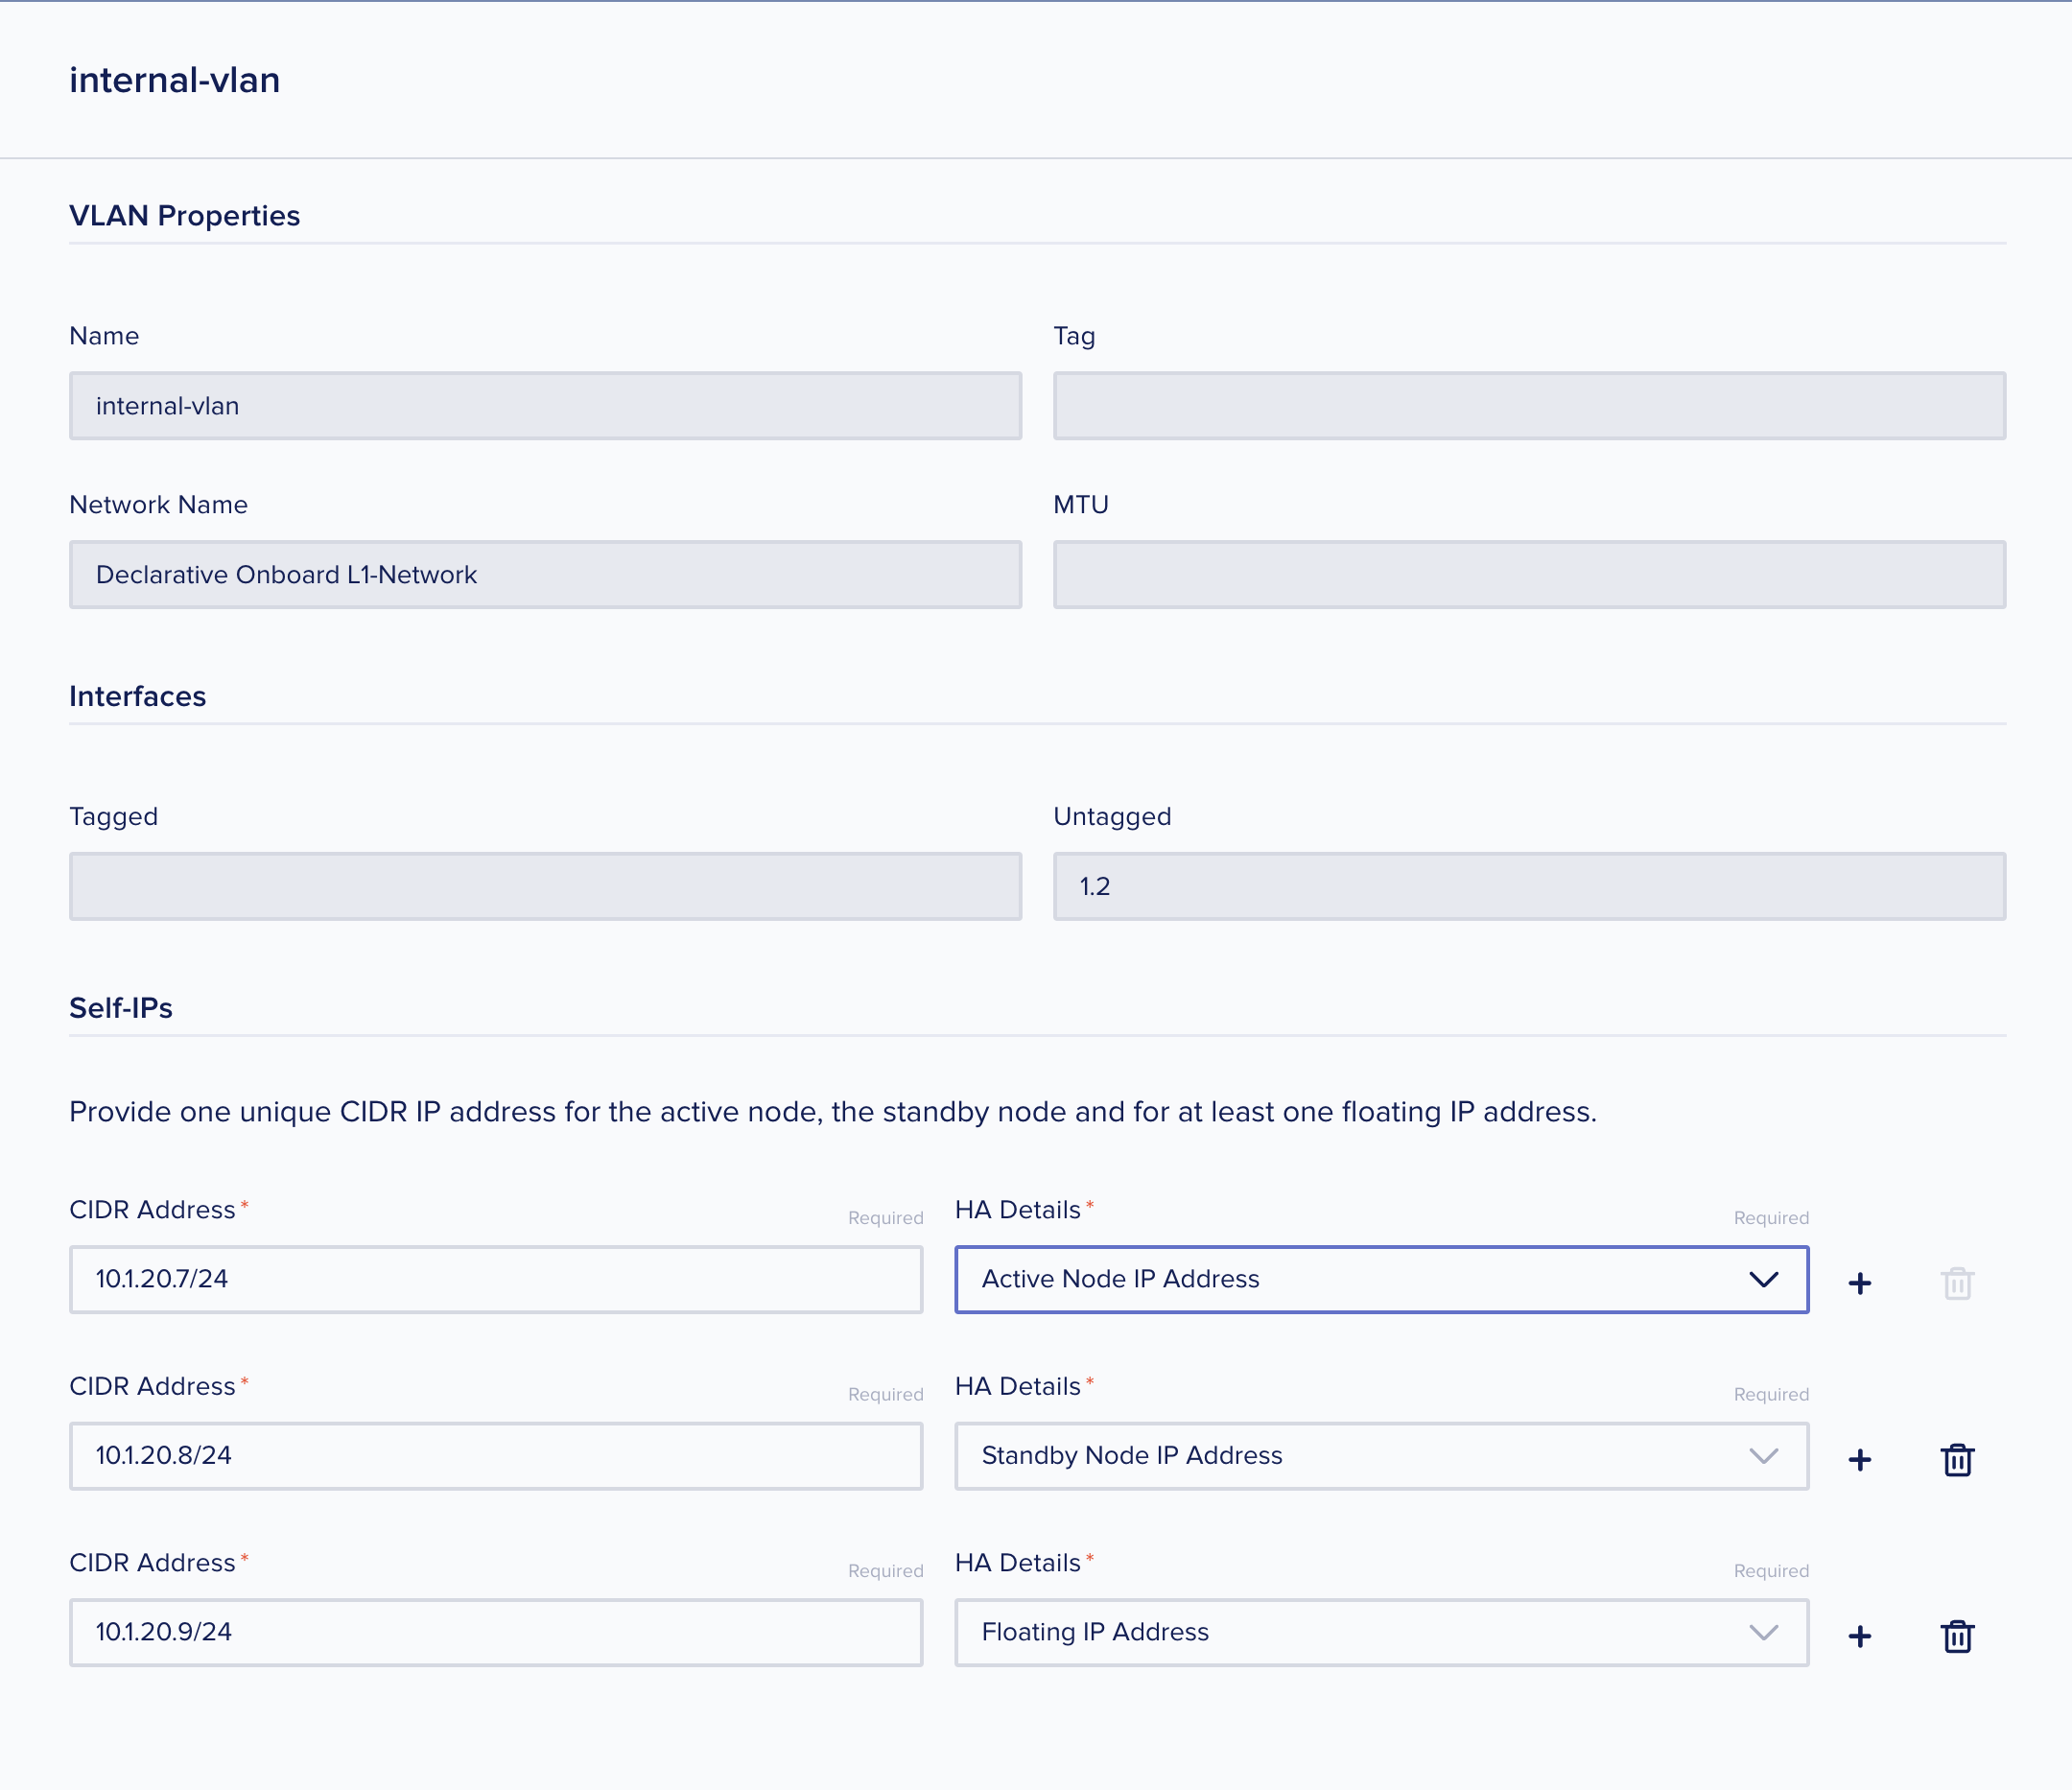 internal-vlan
VLAN Properties
Name
Tag
internal-vlan
Network Name
MTU
Declarative Onboard L1-Network
Interfaces
Tagged
Untagged
1.2
Self-IPs
Provide one unique CIDR IP address for the active node, the standby node and for at least one floating IP address.
CIDR Address * Required
HA Details * Required
10.1.20.7/24
Active Node IP Address
CIDR Address * Required
HA Details * Required
10.1.20.8/24
Standby Node IP Address
CIDR Address * Required
HA Details * Required
10.1.20.9/24
Floating IP Address